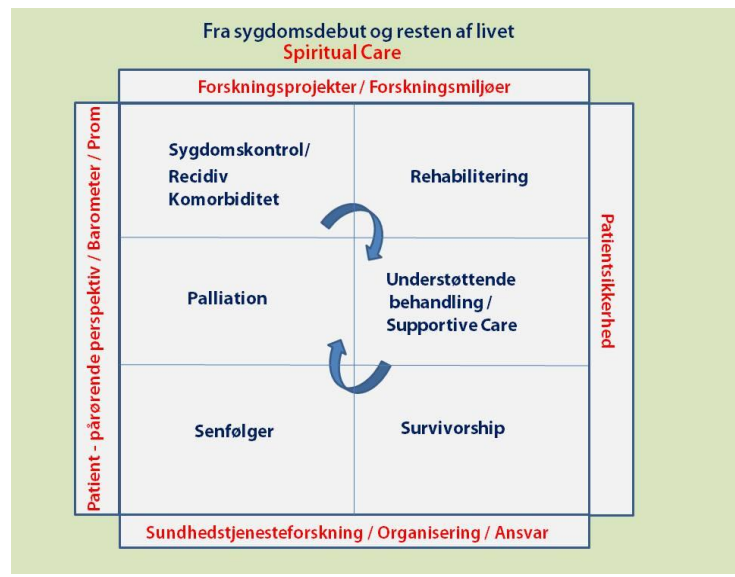 Fra sygdomsdebut og resten af livet
Spiritual Care
Forskningsprojekter / Forskningsmiljøer
Patient - pårørende perspektiv / Barometer / Prom
Sygdomskontrol/
Recidiv
Komorbiditet
Rehabilitering
Palliation
Understøttende
behandling /
Supportive Care
Senfølger
Survivorship
Patientsikkerhed
Sundhedstjenesteforskning / Organisering / Ansvar